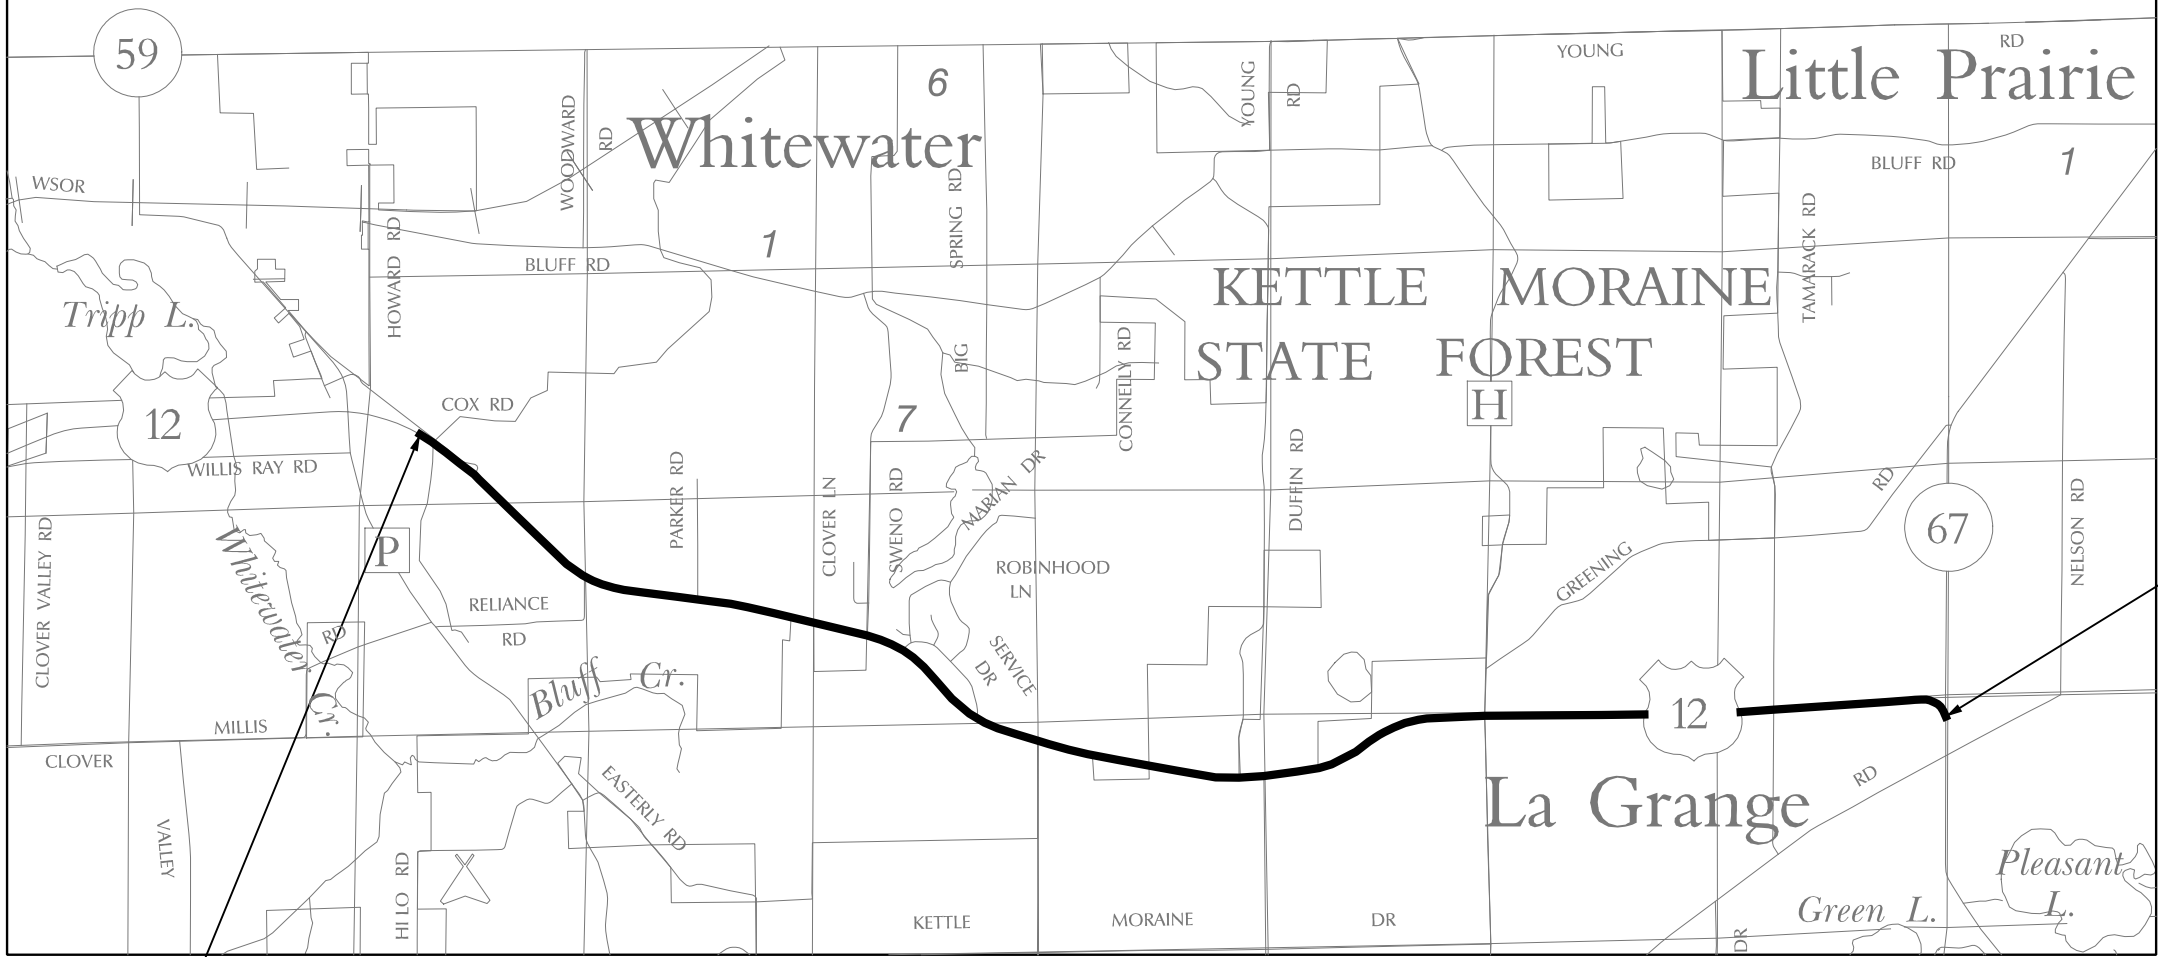 59
YOUNG
RD
Little Prairie
6
YOUNG
RD
WOODWARD
RD
Whitewater
BLUFF RD
1
WSOR
SPRING RD
TAMARACK RD
HOWARD RD
1
BLUFF RD
KETTLE MORAINE
Tripp L.
STATE FOREST
BIG
CONNELLY RD
H
COX RD
7
12
WILLIS RAY RD
PARKER RD
CLOVER LN
SWENO RD
MARIAN DR
DUFFIN RD
RD
67
NELSON RD
CLOVER VALLEY RD
Whitewater
Cr.
P
ROBINHOOD
LN
GREENING
RELIANCE
RD
RD
SERVICE
DR
Bluff Cr.
12
MILLIS
CLOVER
RD
EASTERLY RD
La Grange
VALLEY
HI LO RD
Pleasant
L.
Green L.
KETTLE MORAINE DR
DR